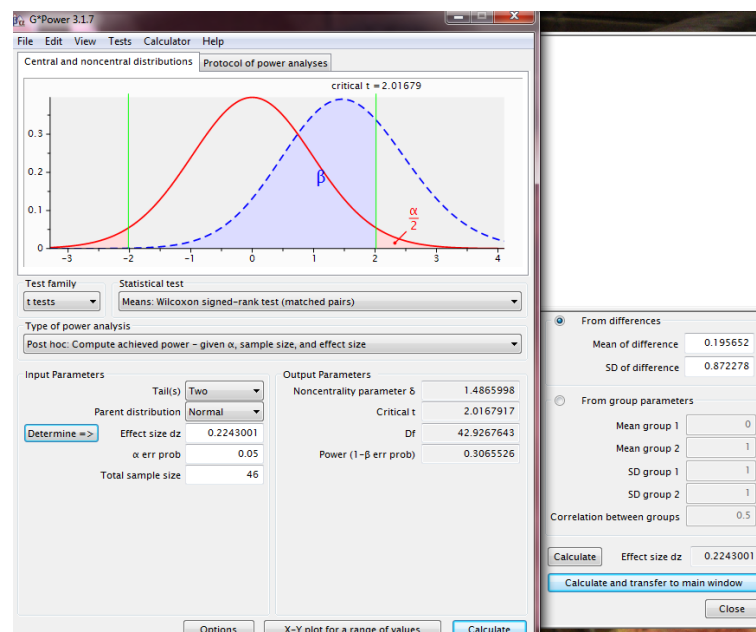 βα G*Power 3.1.7
File Edit View Tests Calculator Help
Central and noncentral distributions Protocol of power analyses
critical t = 2.01679
0.3
0.2
0.1
0
β
α
2
-3 -2 -1 0 1 2 3 4
Test family Statistical test
t tests Means: Wilcoxon signed-rank test (matched pairs)
Type of power analysis
Post hoc: Compute achieved power – given α, sample size, and effect size
Input Parameters Output Parameters
Tail(s) Two Noncentrality parameter δ 1.4865998
Parent distribution Normal Critical t 2.0167917
Determine => Effect size dz 0.2243001 Df 42.9267643
α err prob 0.05 Power (1-β err prob) 0.3065526
Total sample size 46
Options X-Y plot for a range of values Calculate
From differences
Mean of difference 0.195652
SD of difference 0.872278
From group parameters
Mean group 1 0
Mean group 2 1
SD group 1 1
SD group 2 1
Correlation between groups 0.5
Calculate Effect size dz 0.2243001
Calculate and transfer to main window
Close